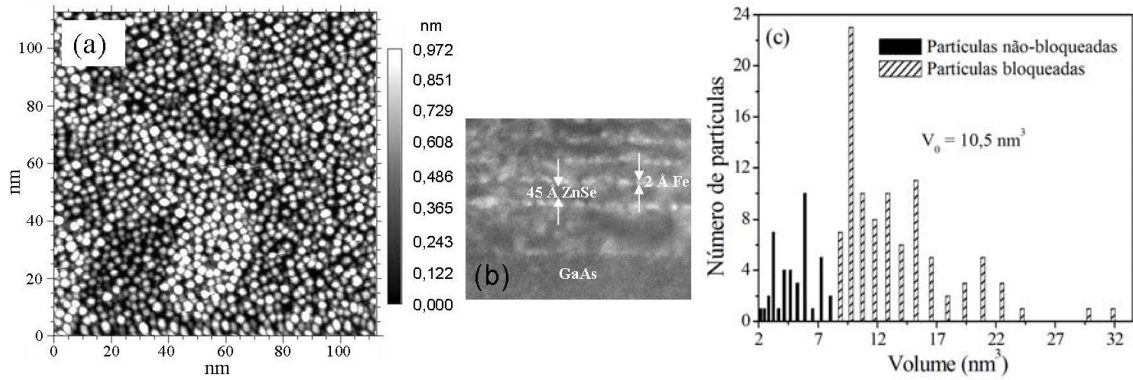 (a)
nm
0,972
0,851
0,729
0,608
0,486
0,365
0,243
0,122
0,000
100
80
60
40
20
0
nm
0 20 40 60 80 100
nm
45 Å ZnSe
2 Å Fe
GaAs
(b)
(c)
24
20
16
12
8
4
0
Número de partículas
Partículas não-bloqueadas
Partículas bloqueadas
V0 = 10,5 nm³
2 7 12 17 22 27 32
Volume (nm³)